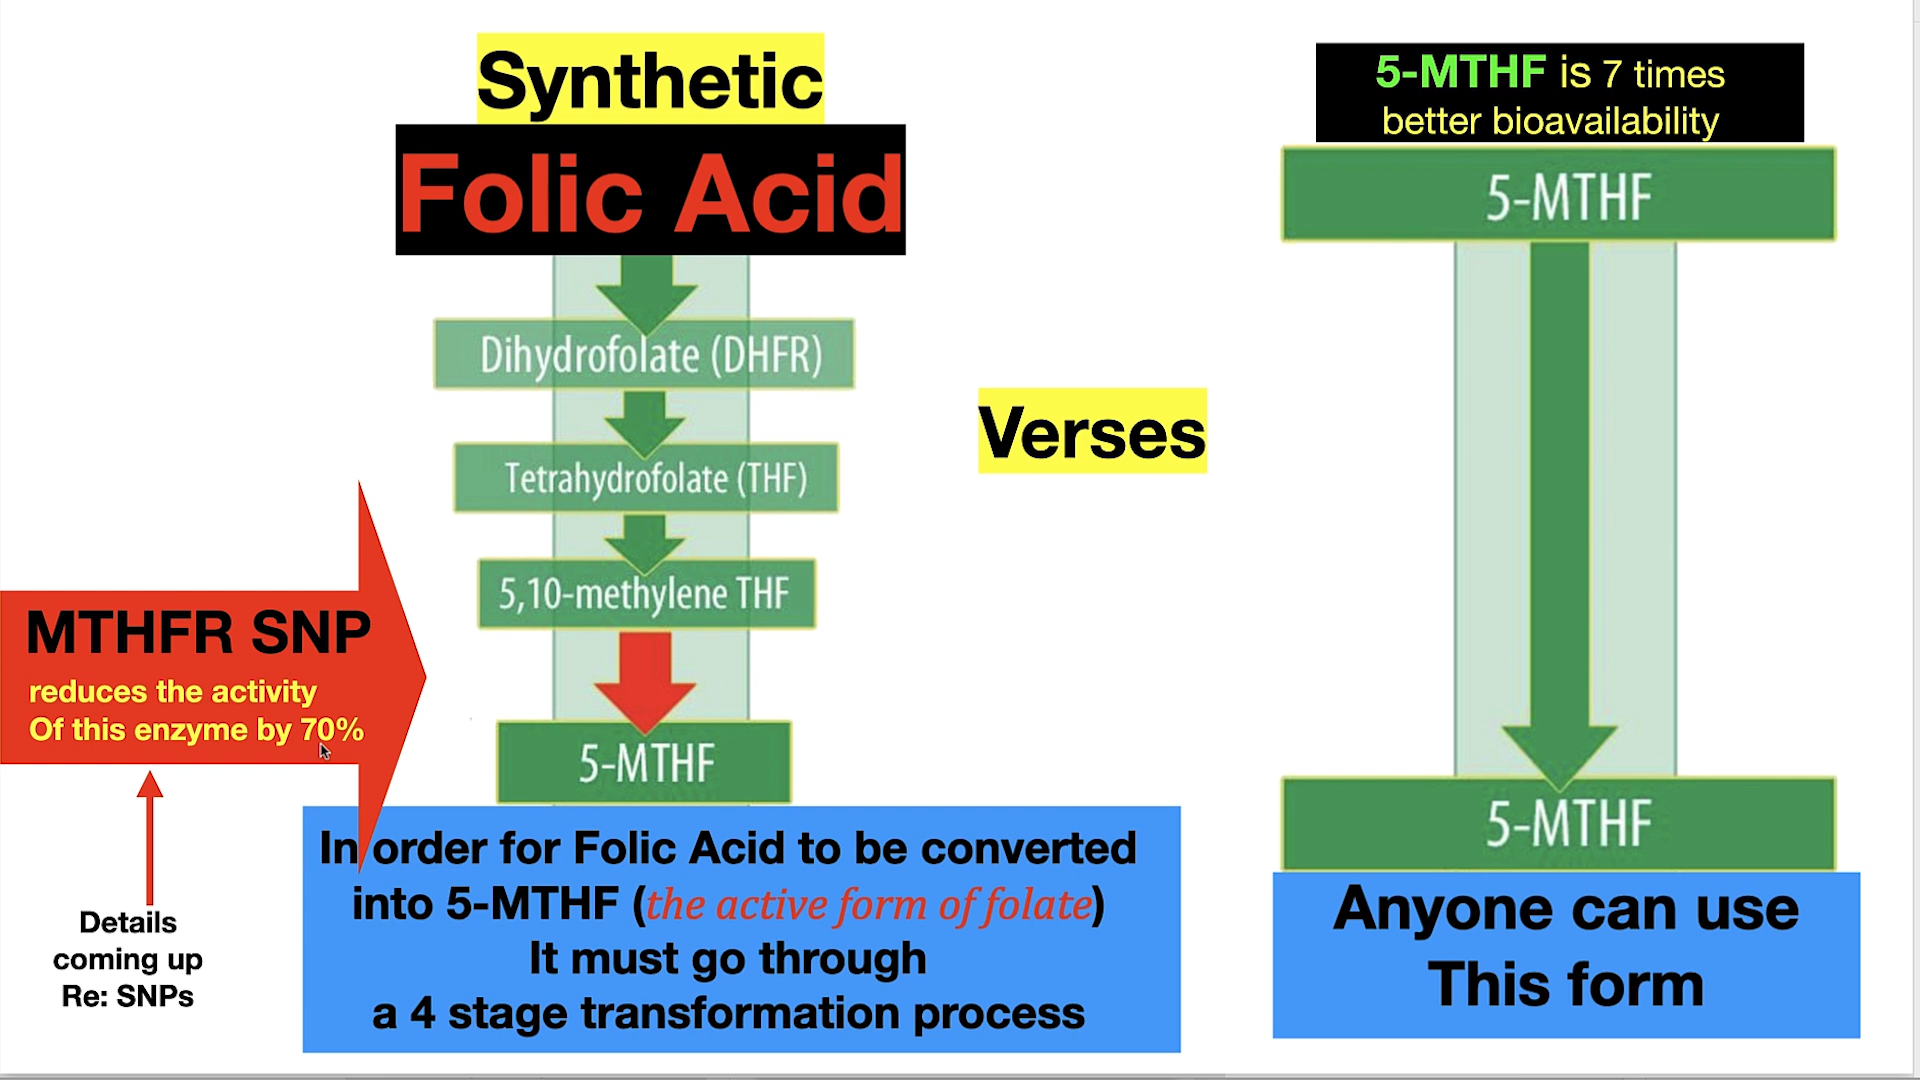 Synthetic
Folic Acid
Dihydrofolate (DHFR)
Tetrahydrofolate (THF)
5,10-methylene THF
5-MTHF
MTHFR SNP
reduces the activity
Of this enzyme by 70%
Details
coming up
Re: SNPs
In order for Folic Acid to be converted
into 5-MTHF (the active form of folate)
It must go through
a 4 stage transformation process
Verses
5-MTHF is 7 times
better bioavailability
5-MTHF
5-MTHF
Anyone can use
This form